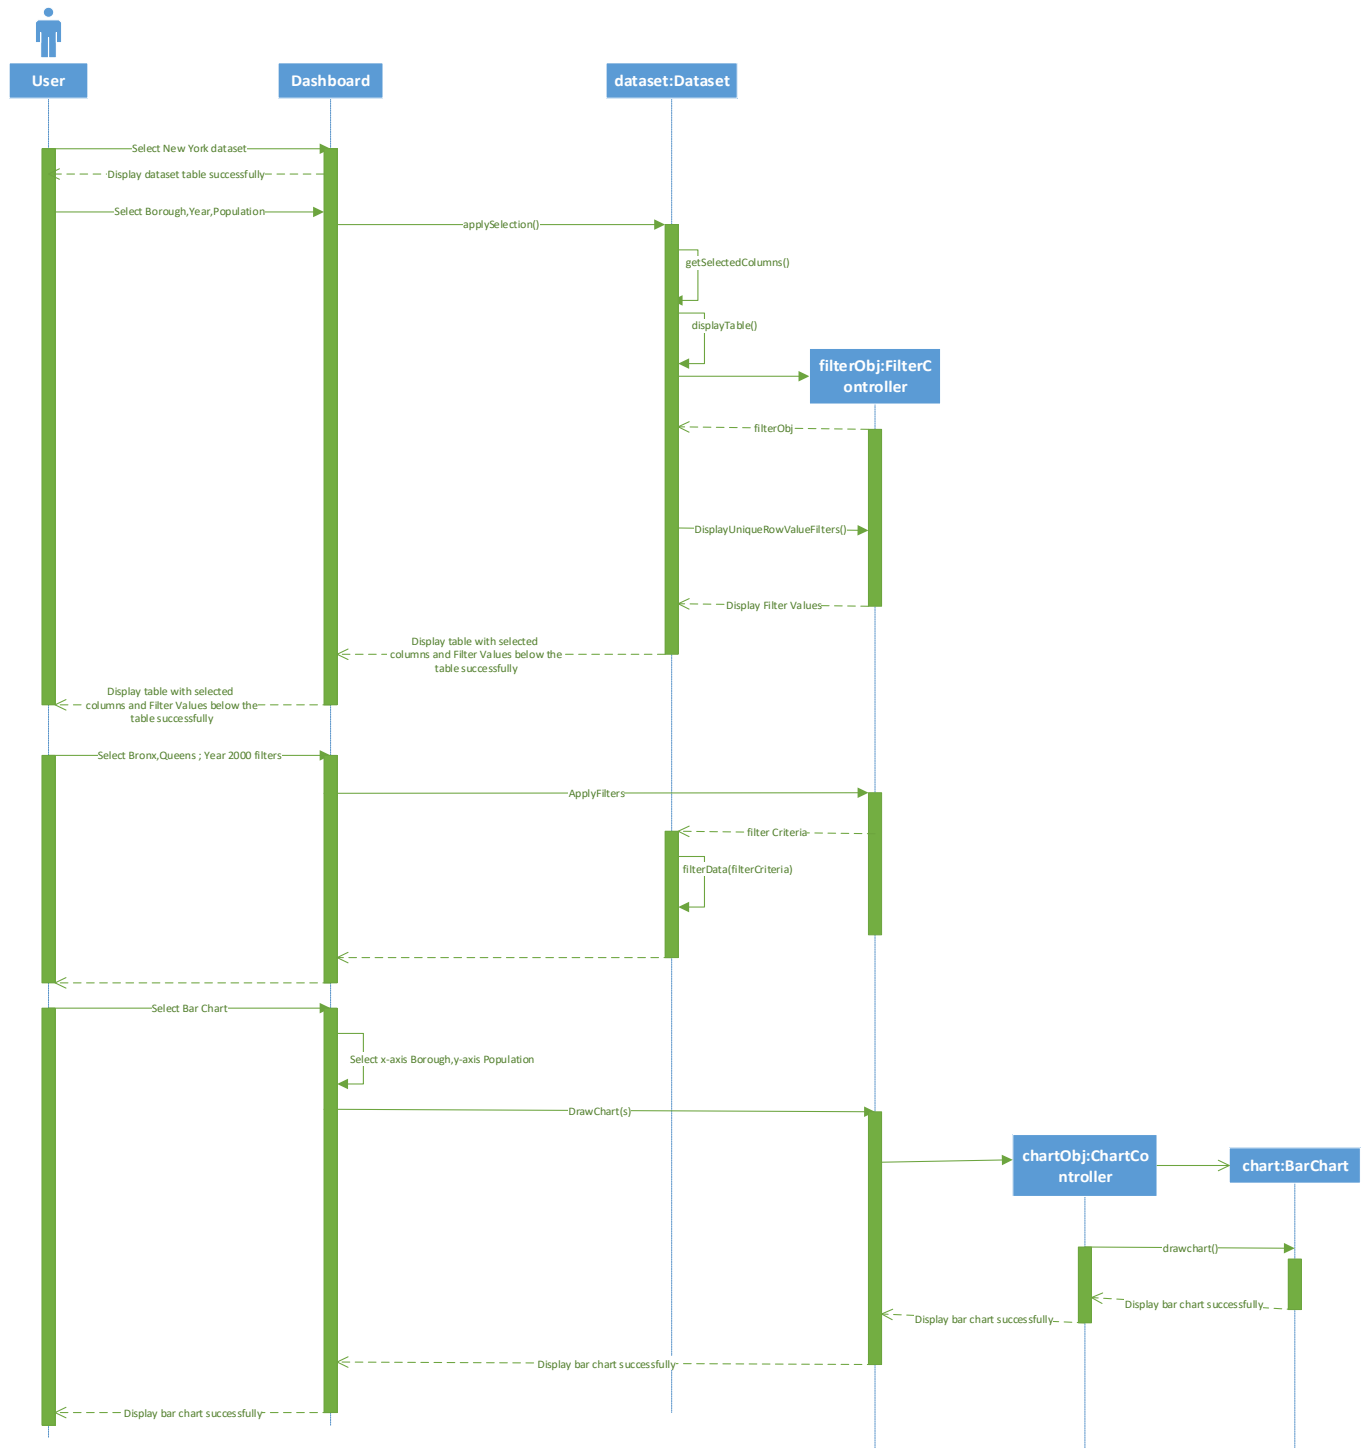 User
Dashboard
dataset:Dataset
Select New York dataset
Display dataset table successfully
Select Borough,Year,Population
applySelection()
getSelectedColumns()
displayTable()
filterObj:FilterC
ontroller
filterObj
DisplayUniqueRowValueFilters()
Display Filter Values
Display table with selected
columns and Filter Values below the
table successfully
Display table with selected
columns and Filter Values below the
table successfully
Select Bronx,Queens ; Year 2000 filters
ApplyFilters
filter Criteria
filterData(filterCriteria)
Select Bar Chart
Select x-axis Borough,y-axis Population
DrawChart(s)
chartObj:ChartCo
ntroller
chart:BarChart
drawchart()
Display bar chart successfully
Display bar chart successfully
Display bar chart successfully
Display bar chart successfully